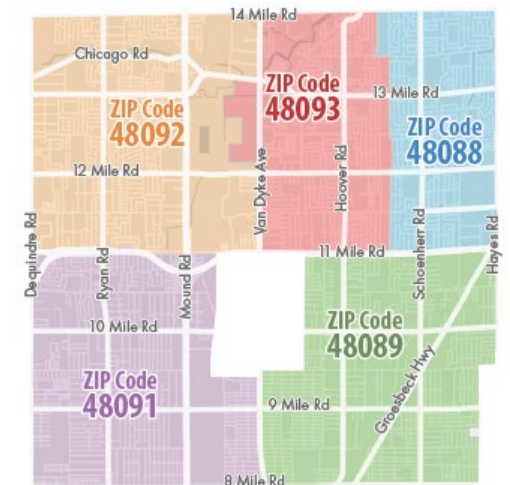 14 Mile Rd
Chicago Rd
ZIP Code
48093
13 Mile Rd
ZIP Code
48092
ZIP Code
48088
12 Mile Rd
Van Dyke Ave
Hoover Rd
Dequindre Rd
Ryan Rd
Mound Rd
11 Mile Rd
Schoenherr Rd
Hayes Rd
10 Mile Rd
ZIP Code
48089
ZIP Code
48091
9 Mile Rd
Groesbeck Hwy
8 Mile Rd